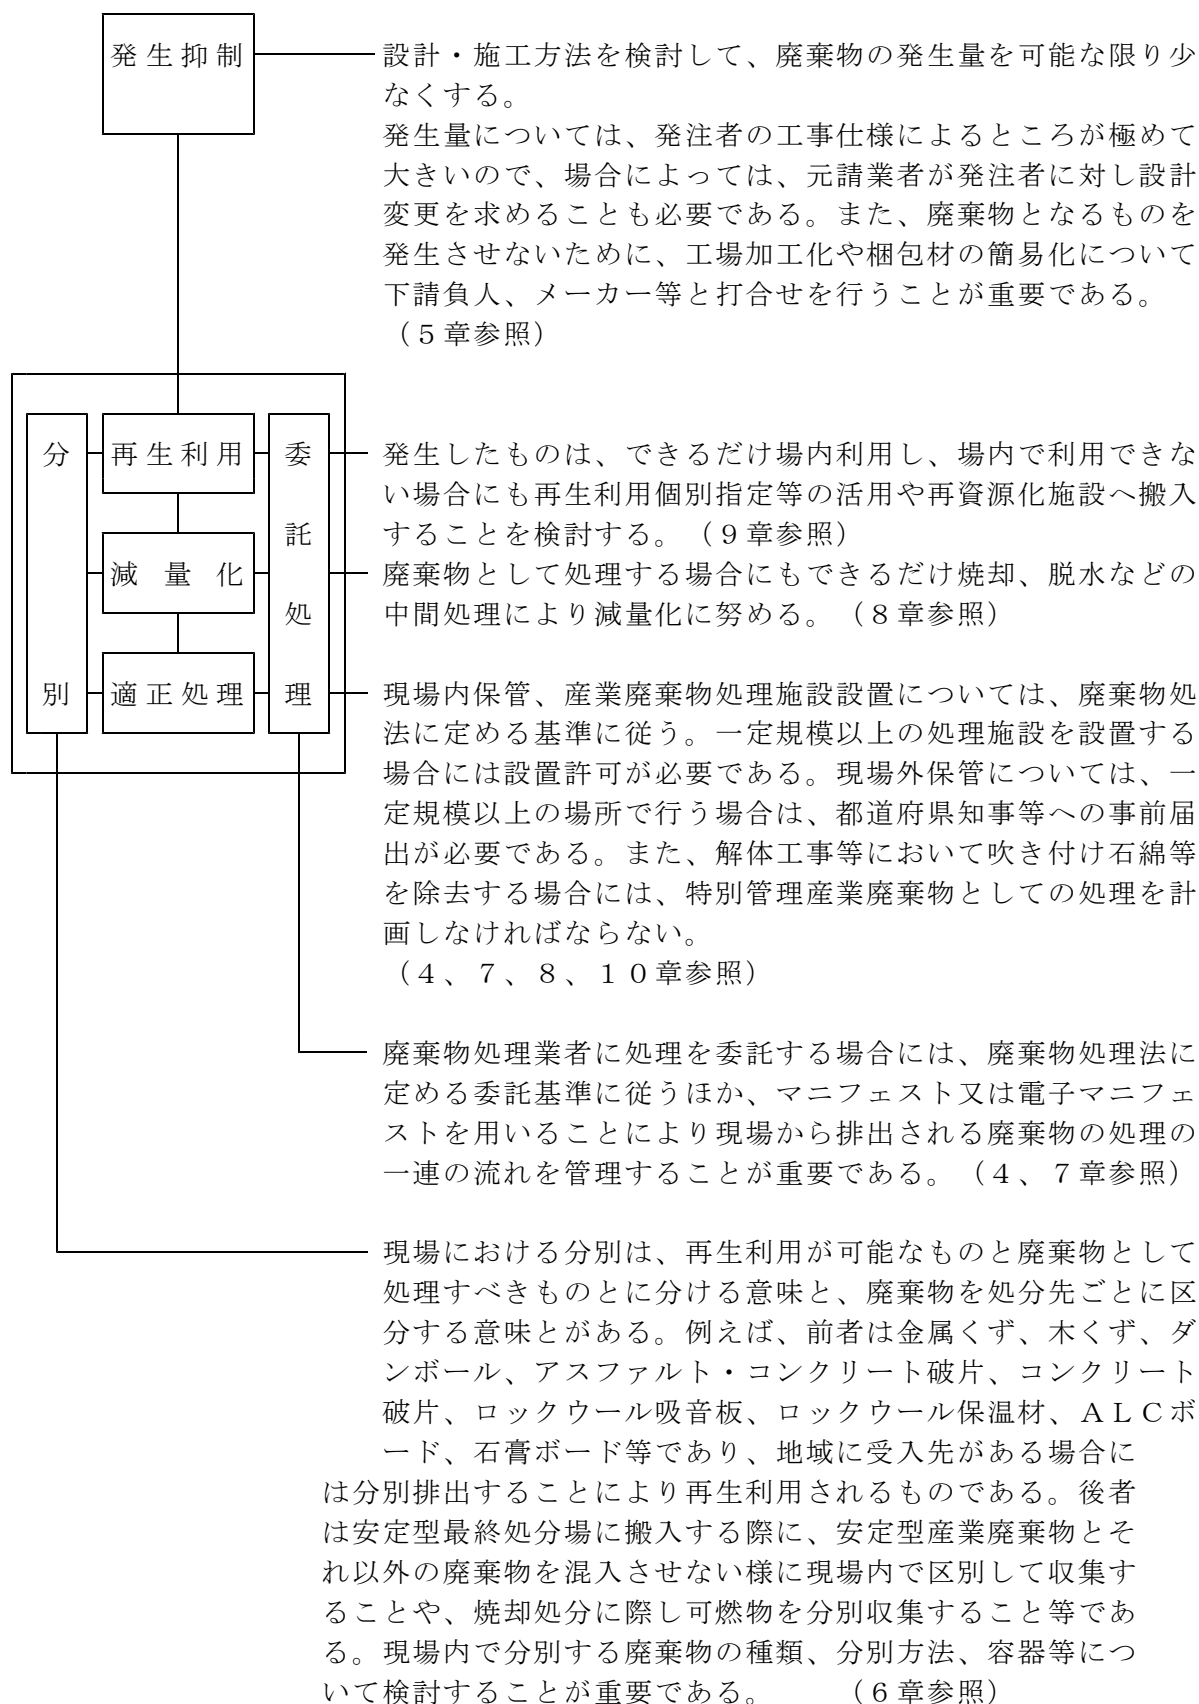 発生抑制
設計・施工方法を検討して、廃棄物の発生量を可能な限り少
なくする。
発生量については、発注者の工事仕様によるところが極めて
大きいので、場合によっては、元請業者が発注者に対し設計
変更を求めることも必要である。また、廃棄物となるものを
発生させないために、工場加工化や梱包材の簡易化について
下請負人、メーカー等と打合せを行うことが重要である。
（５章参照）
分別
再生利用
減量化
適正処理
委託処理
発生したものは、できるだけ場内利用し、場内で利用できな
い場合にも再生利用個別指定等の活用や再資源化施設へ搬入
することを検討する。（９章参照）
廃棄物として処理する場合にもできるだけ焼却、脱水などの
中間処理により減量化に努める。（８章参照）
現場内保管、産業廃棄物処理施設設置については、廃棄物処
法に定める基準に従う。一定規模以上の処理施設を設置する
場合には設置許可が必要である。現場外保管については、一
定規模以上の場所で行う場合は、都道府県知事等への事前届
出が必要である。また、解体工事等において吹き付け石綿等
を除去する場合には、特別管理産業廃棄物としての処理を計
画しなければならない。
（４、７、８、１０章参照）
廃棄物処理業者に処理を委託する場合には、廃棄物処理法に
定める委託基準に従うほか、マニフェスト又は電子マニフェ
ストを用いることにより現場から排出される廃棄物の処理の
一連の流れを管理することが重要である。（４、７章参照）
現場における分別は、再生利用が可能なものと廃棄物として
処理すべきものとに分ける意味と、廃棄物を処分先ごとに区
分する意味とがある。例えば、前者は金属くず、木くず、ダ
ンボール、アスファルト・コンクリート破片、コンクリート
破片、ロックウール吸音板、ロックウール保温材、ＡＬＣボ
ード、石膏ボード等であり、地域に受入先がある場合に
は分別排出することにより再生利用されるものである。後者
は安定型最終処分場に搬入する際に、安定型産業廃棄物とそ
れ以外の廃棄物を混入させない様に現場内で区別して収集す
ることや、焼却処分に際し可燃物を分別収集すること等であ
る。現場内で分別する廃棄物の種類、分別方法、容器等につ
いて検討することが重要である。　　（６章参照）